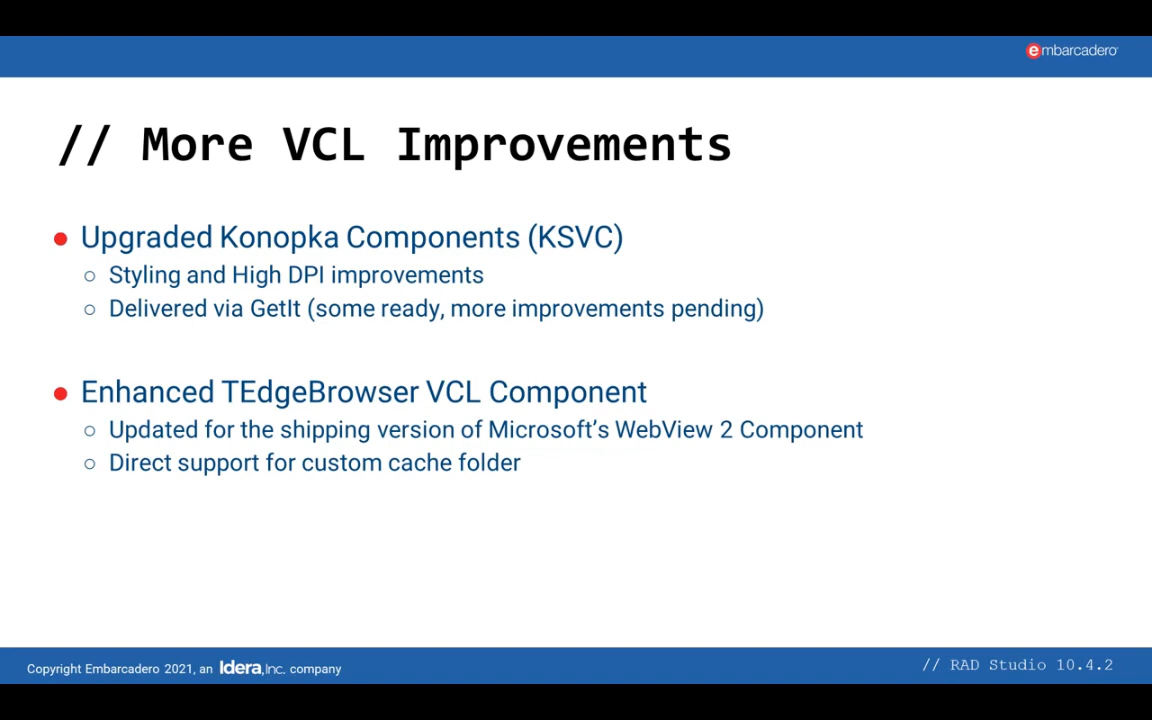 embarcadero
// More VCL Improvements
● Upgraded Konopka Components (KSVC)
○ Styling and High DPI improvements
○ Delivered via GetIt (some ready, more improvements pending)
● Enhanced TEdgeBrowser VCL Component
○ Updated for the shipping version of Microsoft’s WebView 2 Component
○ Direct support for custom cache folder
Copyright Embarcadero 2021, an Idera, Inc. company
// RAD Studio 10.4.2